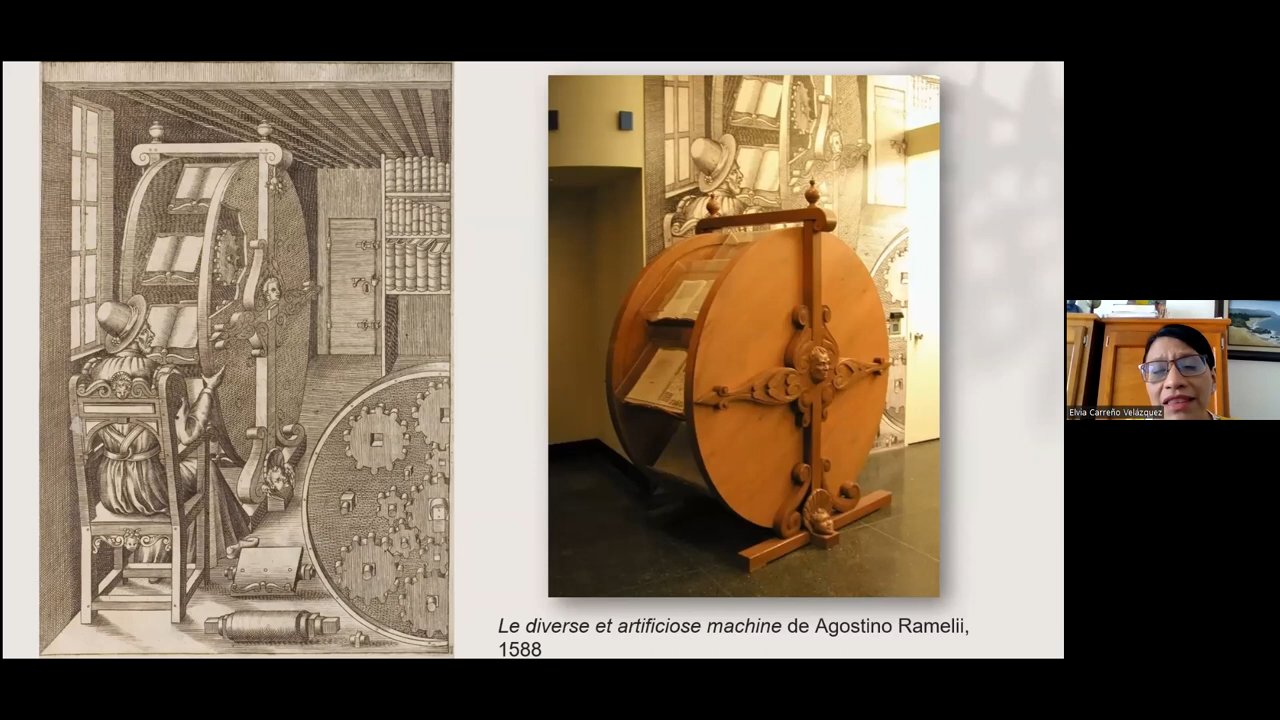 Le diverse et artificiose machine de Agostino Ramelii,
1588
Elvia Carreño Velázquez